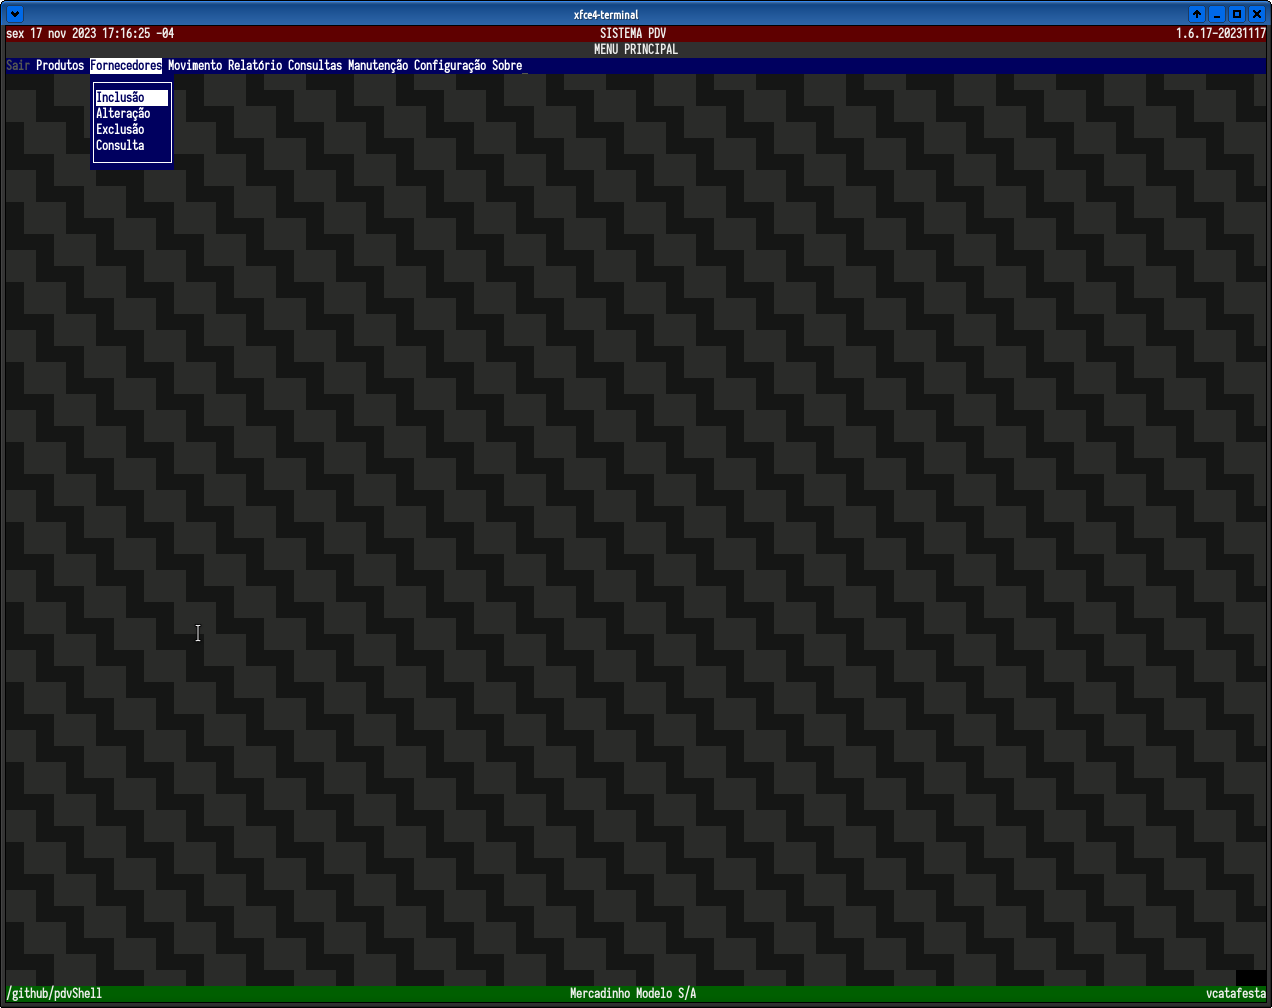 xfce4-terminal
sex 17 nov 2023 17:16:25 -04 SISTEMA PDV 1.6.17-20231117
MENU PRINCIPAL
Sair Produtos Fornecedores Movimento Relatório Consultas Manutenção Configuração Sobre_
Inclusão
Alteração
Exclusão
Consulta
/github/pdvShell Mercadinho Modelo S/A vcatafesta